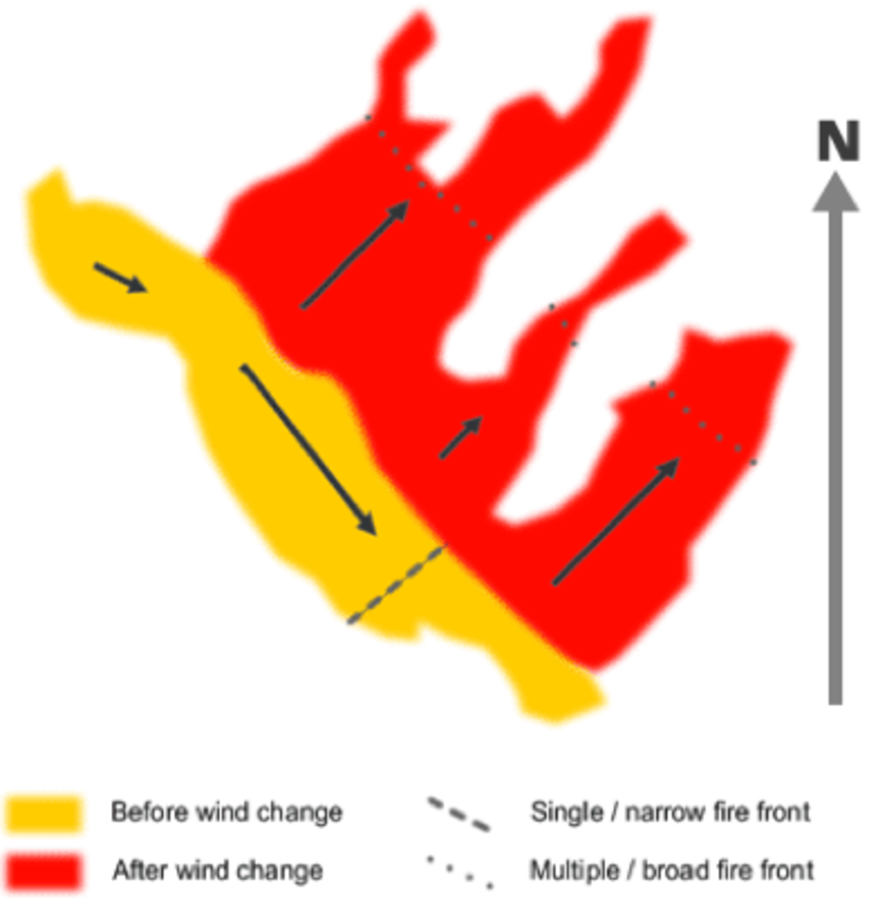 N
Before wind change
Single / narrow fire front
After wind change
Multiple / broad fire front